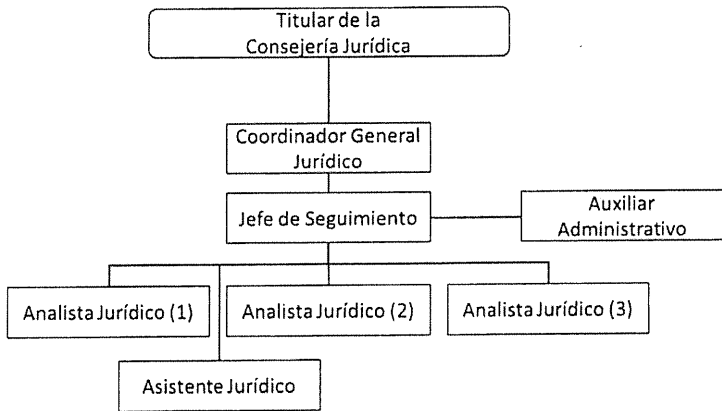 Titular de la
Consejería Jurídica
Coordinador General
Jurídico
Jefe de Seguimiento
Auxiliar
Administrativo
Analista Jurídico (1)
Analista Jurídico (2)
Analista Jurídico (3)
Asistente Jurídico